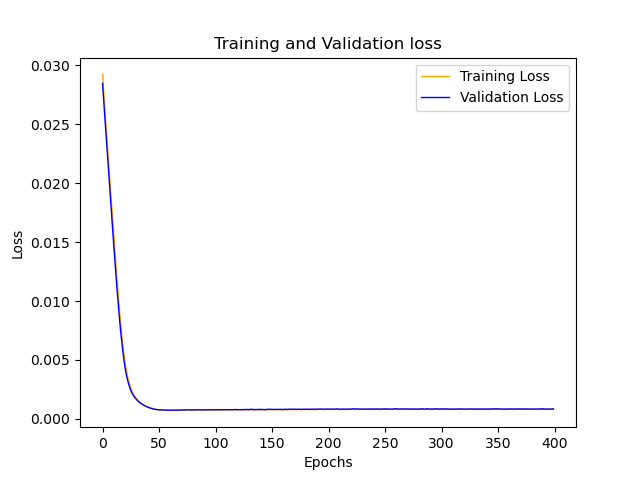 Training and Validation loss
0.030
0.025
0.020
0.015
0.010
0.005
0.000
Loss
Training Loss
Validation Loss
0 50 100 150 200 250 300 350 400
Epochs